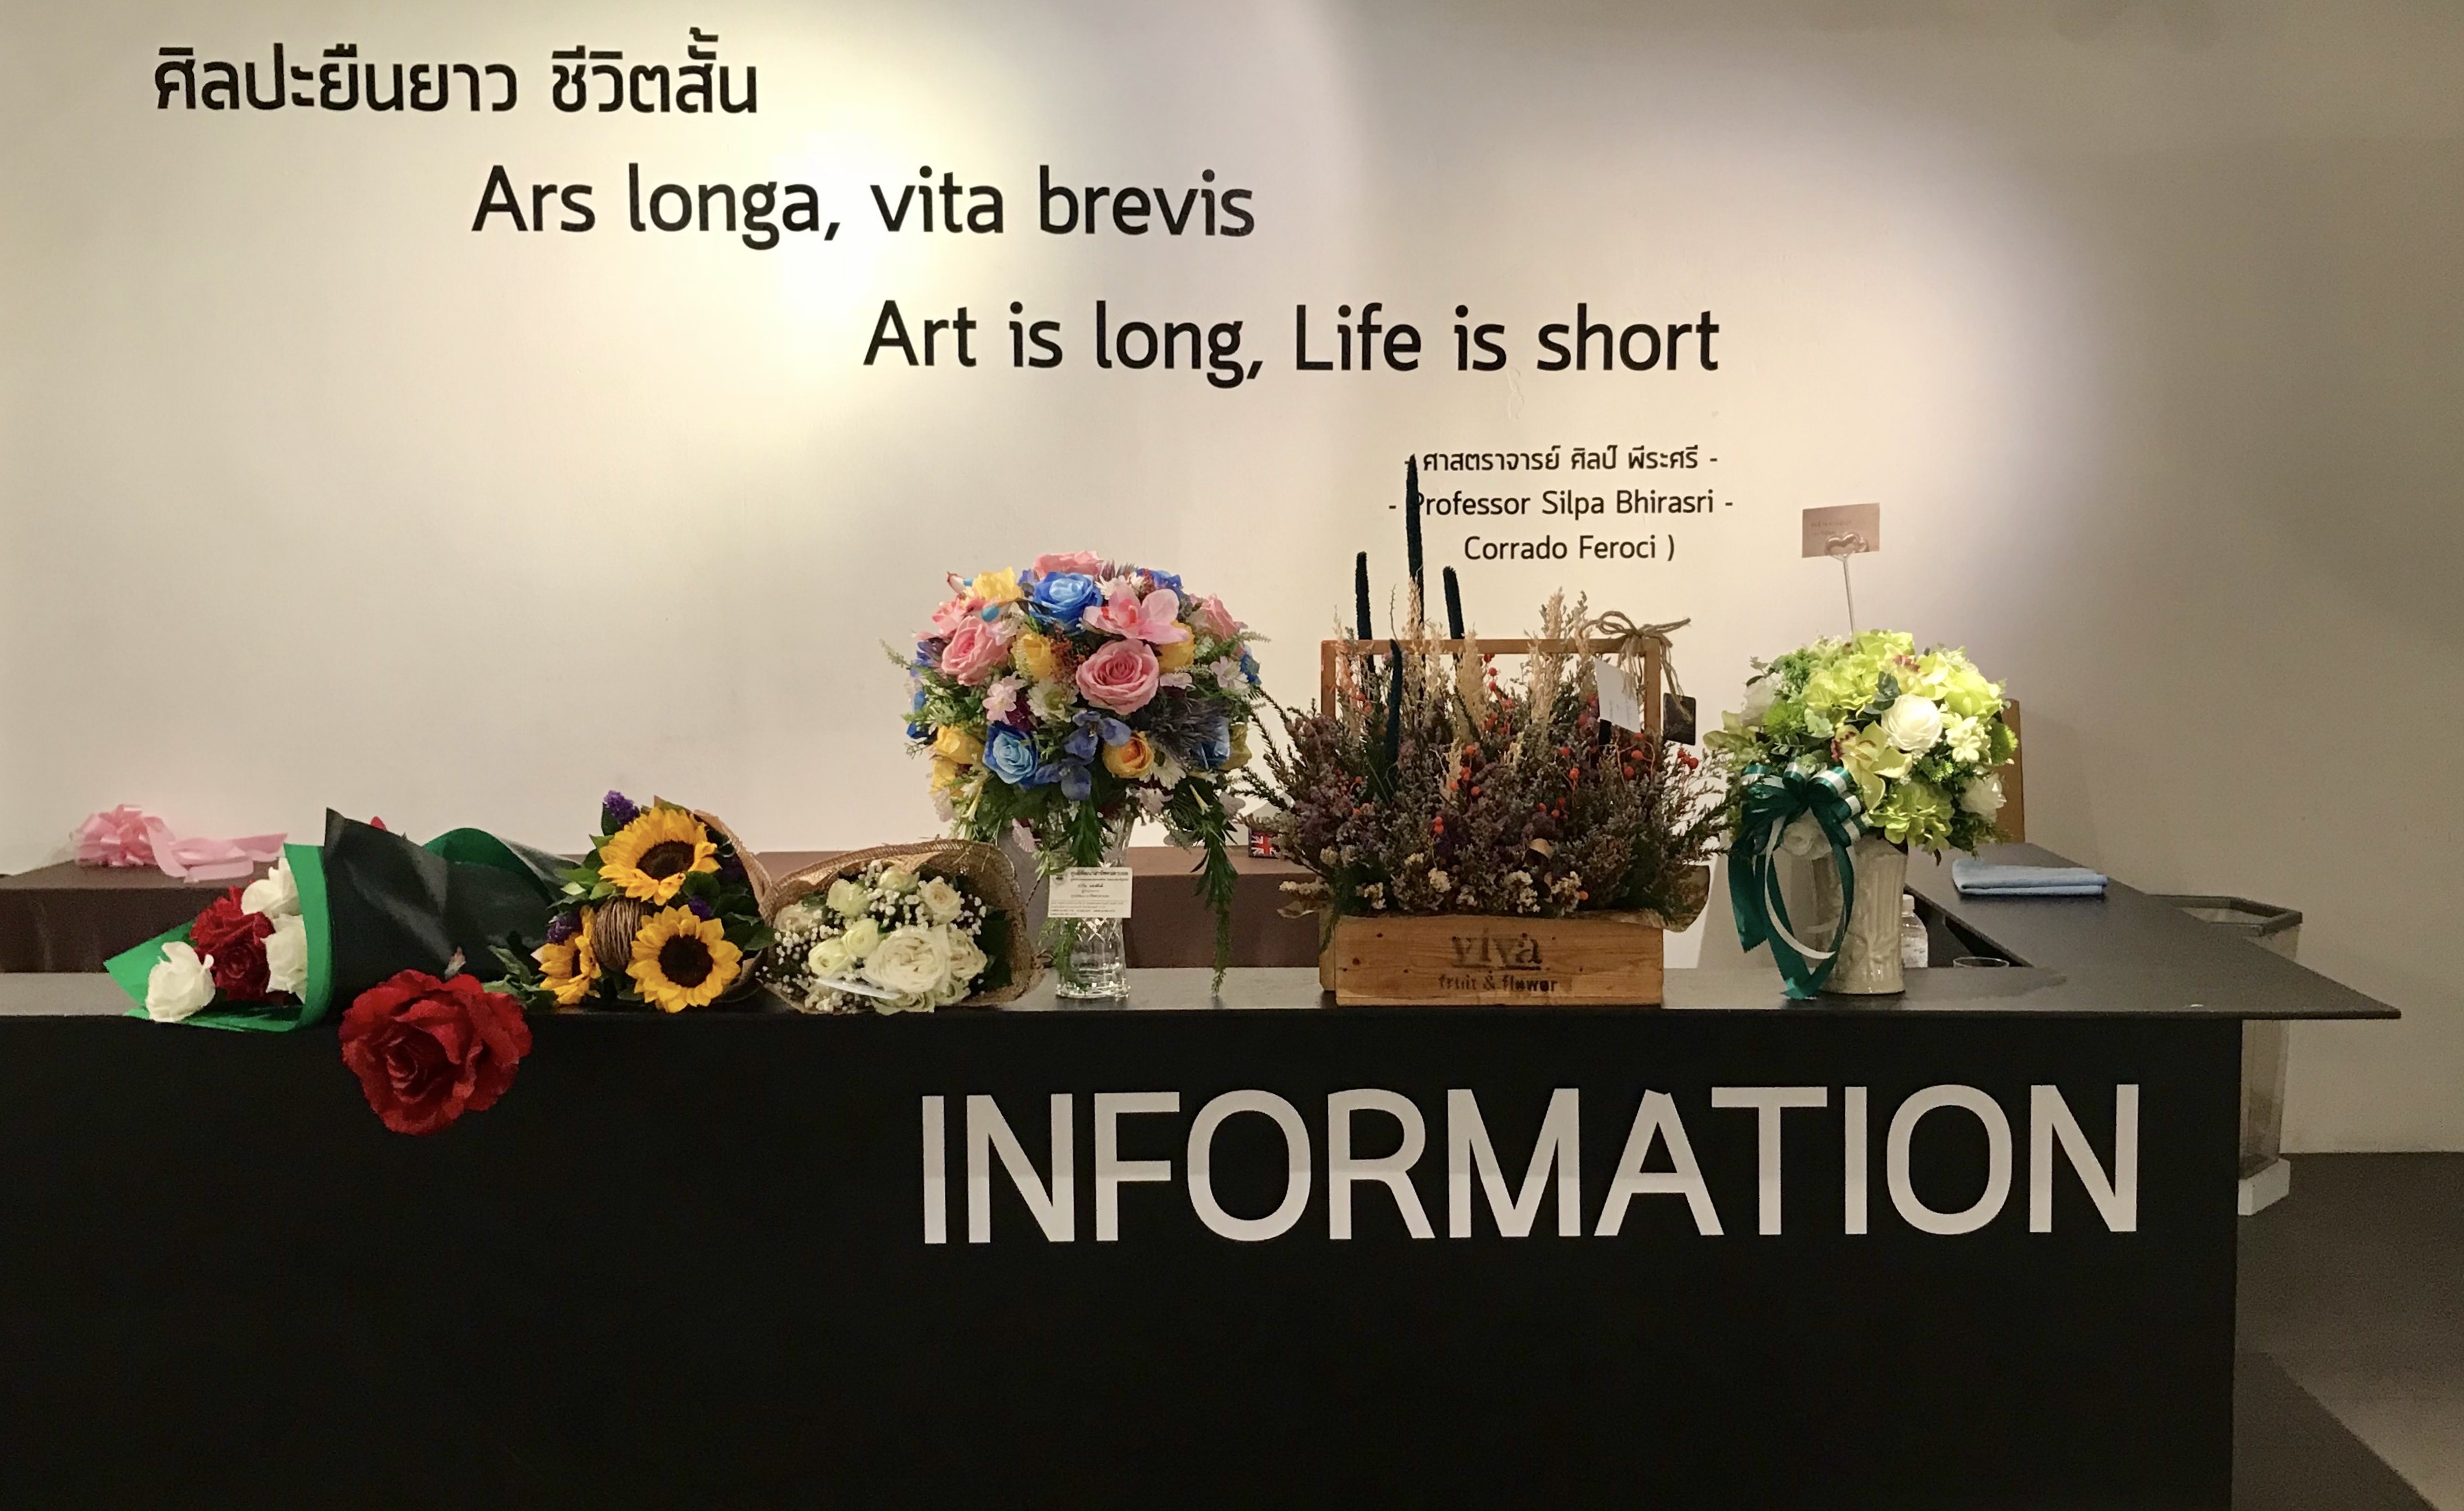 ศิลปะยืนยาว ชีวิตสั้น
Ars longa, vita brevis
Art is long, Life is short
- ศาสตราจารย์ ศิลป์ พีระศรี -
- Professor Silpa Bhirasri -
Corrado Feroci )
viva
fruit & flower
INFORMATION